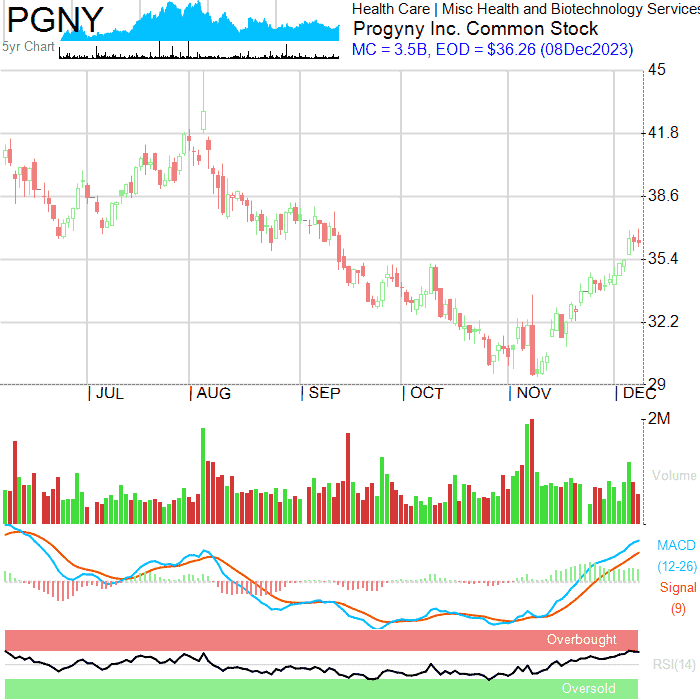 PGNY
Health Care | Misc Health and Biotechnology Services
Progyny Inc. Common Stock
5yr Chart
MC = 3.5B, EOD = $36.26 (08Dec2023)
45
41.8
38.6
35.4
32.2
29
| JUL | AUG | SEP | OCT | NOV | DEC
2M
Volume
MACD
(12-26)
Signal
(9)
Overbought
RSI(14)
Oversold